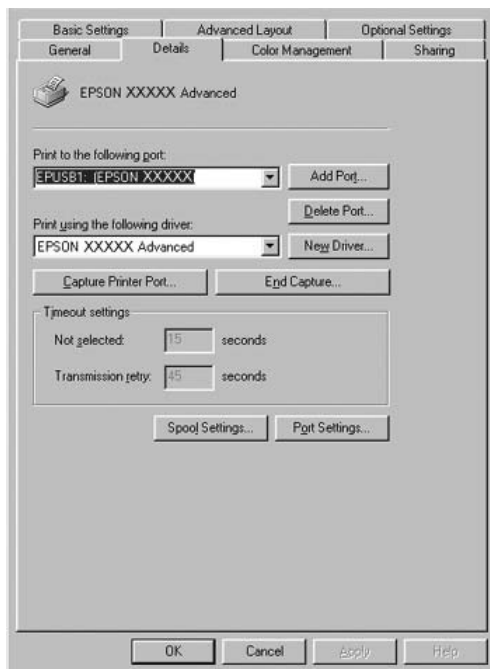 Basic Settings Advanced Layout Optional Settings
General Details Color Management Sharing
EPSON XXXXX Advanced
Print to the following port:
EPUSB1: (EPSON XXXXX
Add Port...
Delete Port...
Print using the following driver:
EPSON XXXXX Advanced
New Driver...
Capture Printer Port... End Capture...
Timeout settings
Not selected: 15 seconds
Transmission retry: 45 seconds
Spool Settings... Port Settings...
OK Cancel Apply Help